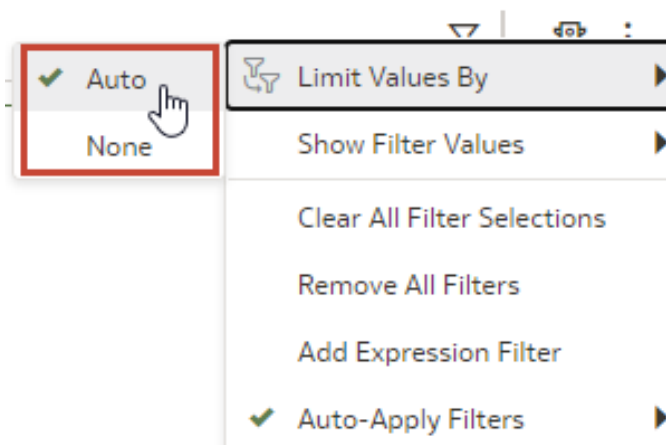 Auto
None
Limit Values By
Show Filter Values
Clear All Filter Selections
Remove All Filters
Add Expression Filter
Auto-Apply Filters